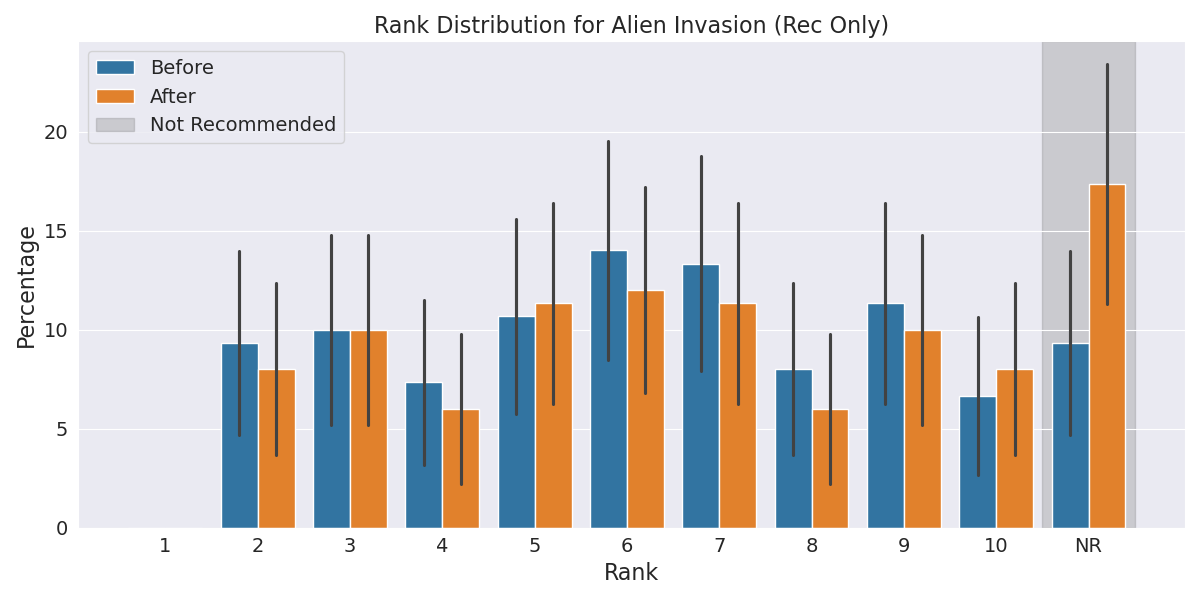 Rank Distribution for Alien Invasion (Rec Only)
Before
After
Not Recommended
Percentage
20
15
10
5
0
1 2 3 4 5 6 7 8 9 10 NR
Rank